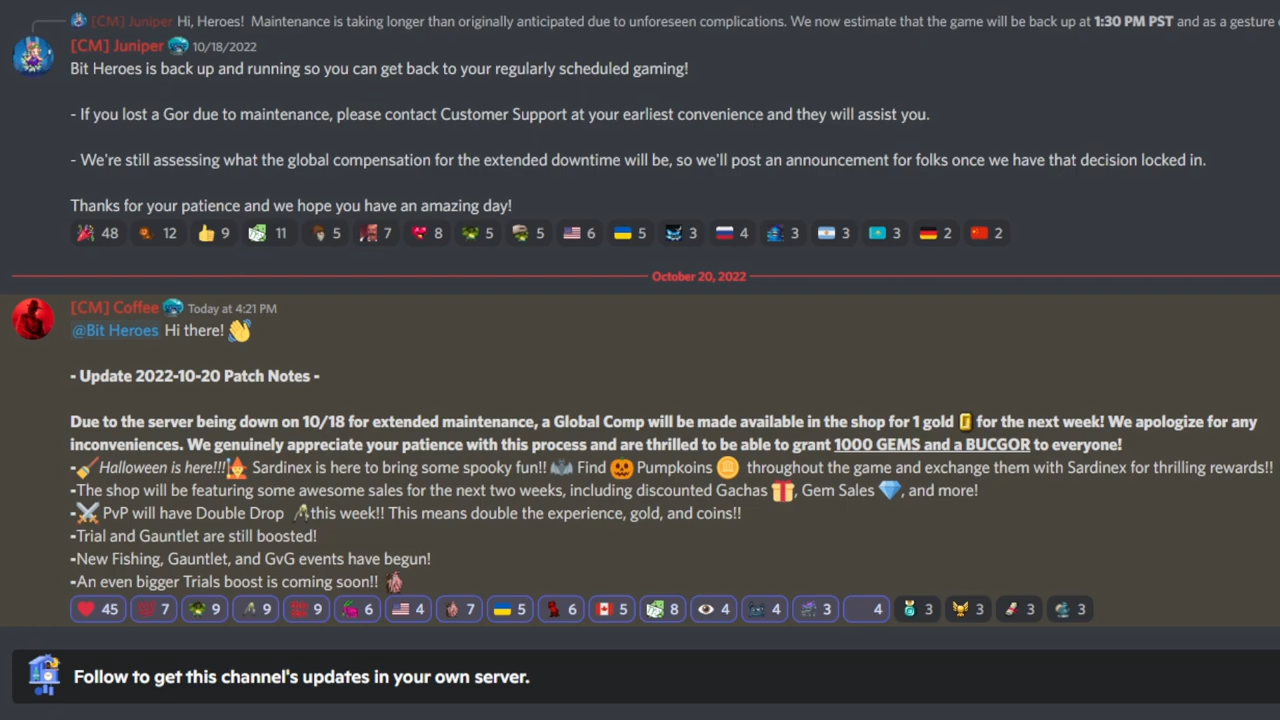 [CM] Juniper Hi, Heroes! Maintenance is taking longer than originally anticipated due to unforeseen complications. We now estimate that the game will be back up at 1:30 PM PST and as a gesture
[CM] Juniper 10/18/2022
Bit Heroes is back up and running so you can get back to your regularly scheduled gaming!
- If you lost a Gor due to maintenance, please contact Customer Support at your earliest convenience and they will assist you.
- We're still assessing what the global compensation for the extended downtime will be, so we'll post an announcement for folks once we have that decision locked in.
Thanks for your patience and we hope you have an amazing day!
48 12 9 11 5 7 8 5 5 6 5 3 4 3 3 3 2 2
October 20, 2022
[CM] Coffee Today at 4:21 PM
@Bit Heroes Hi there! 👋
- Update 2022-10-20 Patch Notes -
Due to the server being down on 10/18 for extended maintenance, a Global Comp will be made available in the shop for 1 gold for the next week! We apologize for any
inconveniences. We genuinely appreciate your patience with this process and are thrilled to be able to grant 1000 GEMS and a BUCGOR to everyone!
-🧹Halloween is here!!! Sardinex is here to bring some spooky fun!! 🦇 Find 🎃 Pumpkoins 🪙 throughout the game and exchange them with Sardinex for thrilling rewards!!
-The shop will be featuring some awesome sales for the next two weeks, including discounted Gachas 🎁, Gem Sales 💎, and more!
-⚔️ PvP will have Double Drop this week!! This means double the experience, gold, and coins!!
-Trial and Gauntlet are still boosted!
-New Fishing, Gauntlet, and GvG events have begun!
-An even bigger Trials boost is coming soon!!
45 7 9 9 9 6 4 7 5 6 5 8 4 4 3 4 3 3 3 3
Follow to get this channel's updates in your own server.